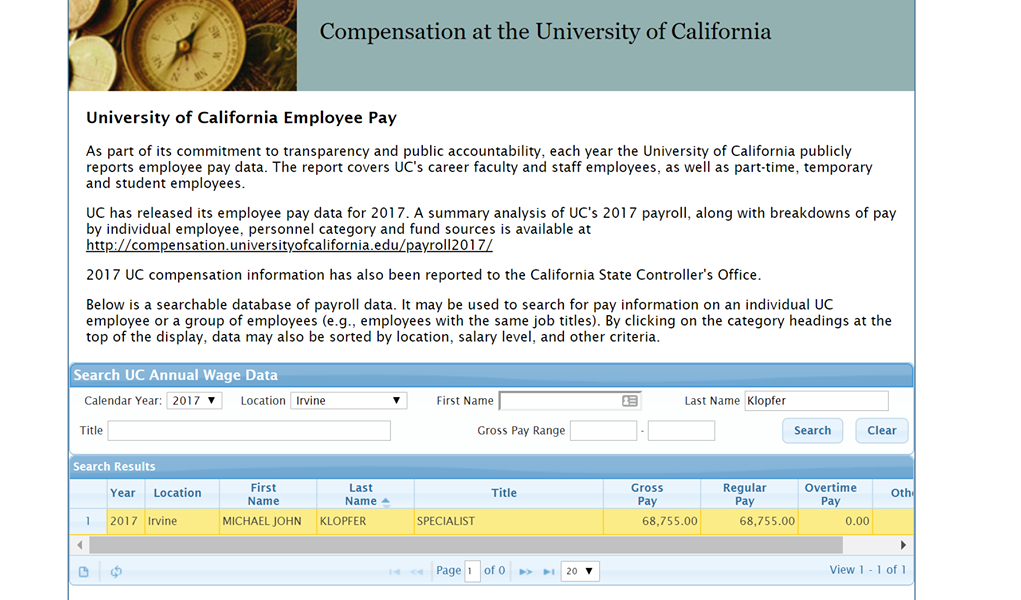 Compensation at the University of California
University of California Employee Pay
As part of its commitment to transparency and public accountability, each year the University of California publicly
reports employee pay data. The report covers UC's career faculty and staff employees, as well as part-time, temporary
and student employees.
UC has released its employee pay data for 2017. A summary analysis of UC's 2017 payroll, along with breakdowns of pay
by individual employee, personnel category and fund sources is available at
http://compensation.universityofcalifornia.edu/payroll2017/
2017 UC compensation information has also been reported to the California State Controller's Office.
Below is a searchable database of payroll data. It may be used to search for pay information on an individual UC
employee or a group of employees (e.g., employees with the same job titles). By clicking on the category headings at the
top of the display, data may also be sorted by location, salary level, and other criteria.
Search UC Annual Wage Data
Calendar Year: 2017 Location Irvine First Name Last Name Klopfer
Title Gross Pay Range - Search Clear
Search Results
Year Location First Name Last Name Title Gross Pay Regular Pay Overtime Pay Oth
1 2017 Irvine MICHAEL JOHN KLOPFER SPECIALIST 68,755.00 68,755.00 0.00
Page 1 of 0 20 View 1 - 1 of 1